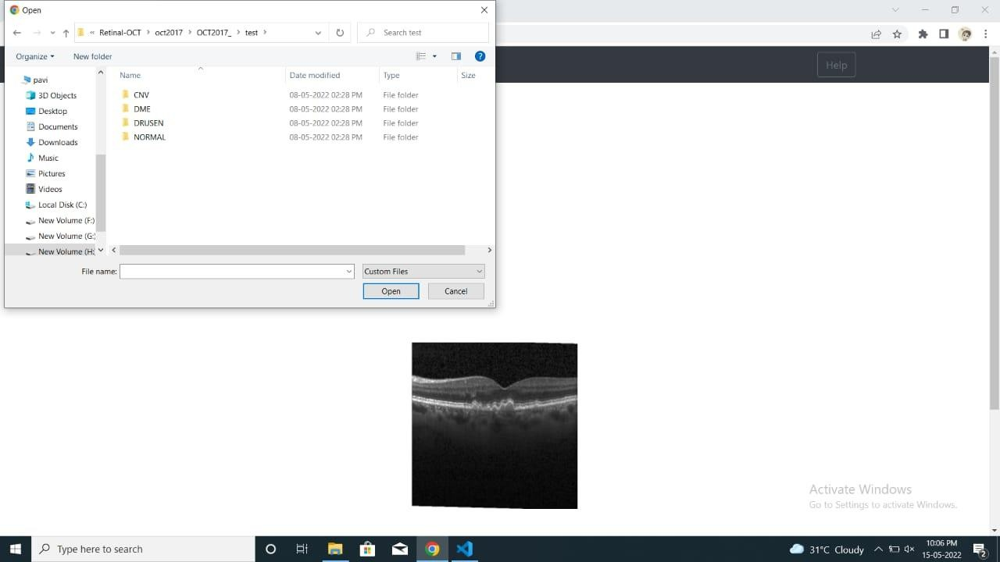 Open
« Retinal-OCT > oct2017 > OCT2017_ > test >
Search test
Organize
New folder
Help
Name
Date modified
Type
Size
pavi
3D Objects
Desktop
Documents
Downloads
Music
Pictures
Videos
Local Disk (C:)
New Volume (F:)
New Volume (G:
New Volume (H:
CNV 08-05-2022 02:28 PM File folder
DME 08-05-2022 02:28 PM File folder
DRUSEN 08-05-2022 02:28 PM File folder
NORMAL 08-05-2022 02:28 PM File folder
File name:
Custom Files
Open
Cancel
Activate Windows
Go to Settings to activate Windows.
Type here to search
31°C Cloudy
10:06 PM
15-05-2022
2